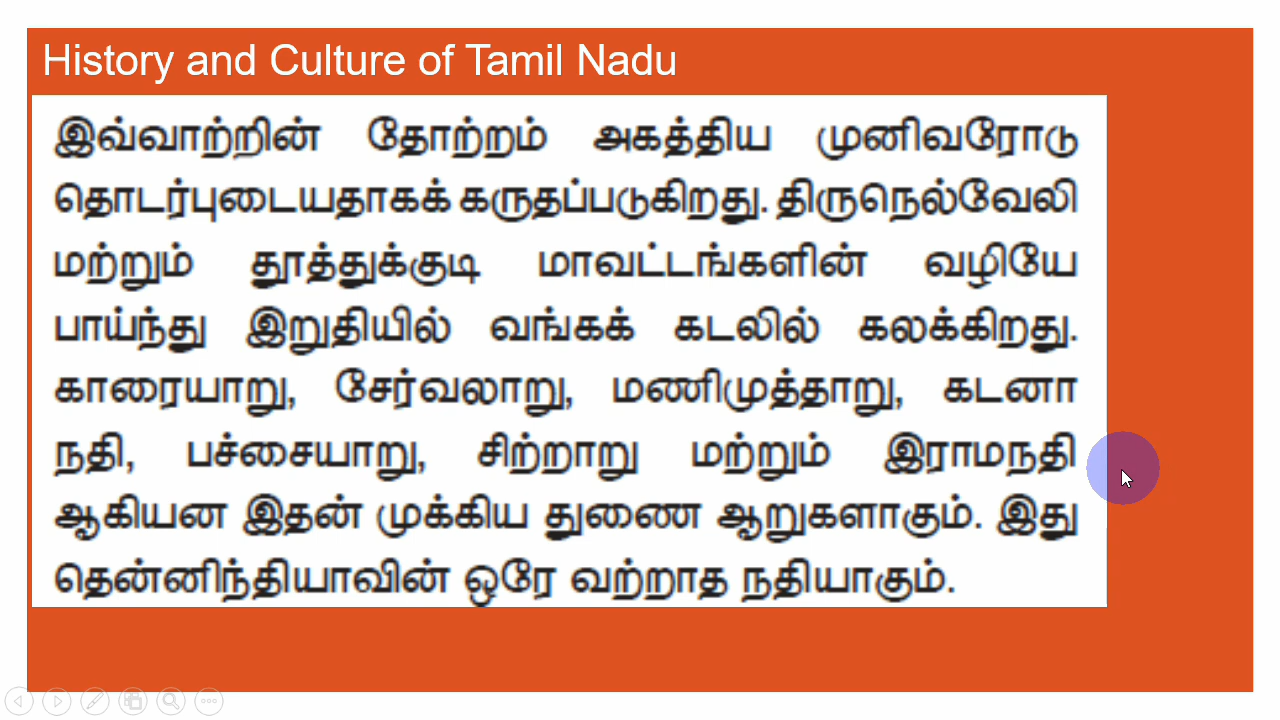 History and Culture of Tamil Nadu
இவ்வாற்றின் தோற்றம் அகத்திய முனிவரோடு
தொடர்புடையதாகக் கருதப்படுகிறது. திருநெல்வேலி
மற்றும் தூத்துக்குடி மாவட்டங்களின் வழியே
பாய்ந்து இறுதியில் வங்கக் கடலில் கலக்கிறது.
காரையாறு, சேர்வலாறு, மணிமுத்தாறு, கடனா
நதி, பச்சையாறு, சிற்றாறு மற்றும் இராமநதி
ஆகியன இதன் முக்கிய துணை ஆறுகளாகும். இது
தென்னிந்தியாவின் ஒரே வற்றாத நதியாகும்.